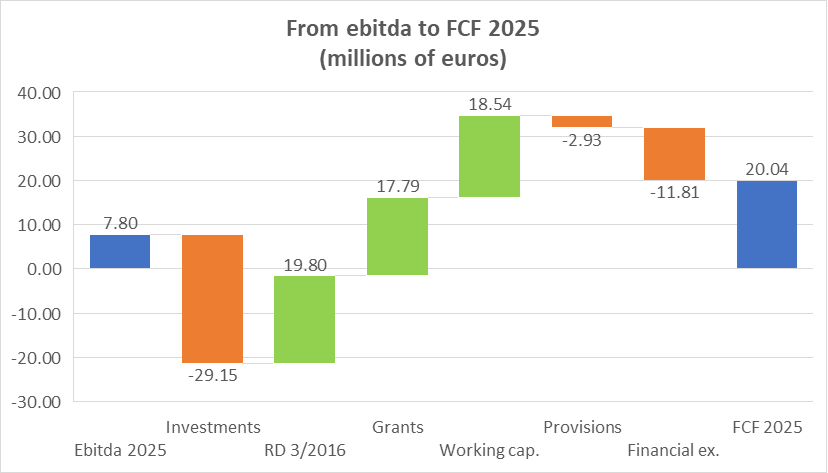 From ebitda to FCF 2025
(millions of euros)
40.00
30.00
20.00
10.00
0.00
-10.00
-20.00
-30.00
7.80
-29.15
19.80
17.79
18.54
-2.93
-11.81
20.04
Ebitda 2025
Investments
RD 3/2016
Grants
Working cap.
Provisions
Financial ex.
FCF 2025